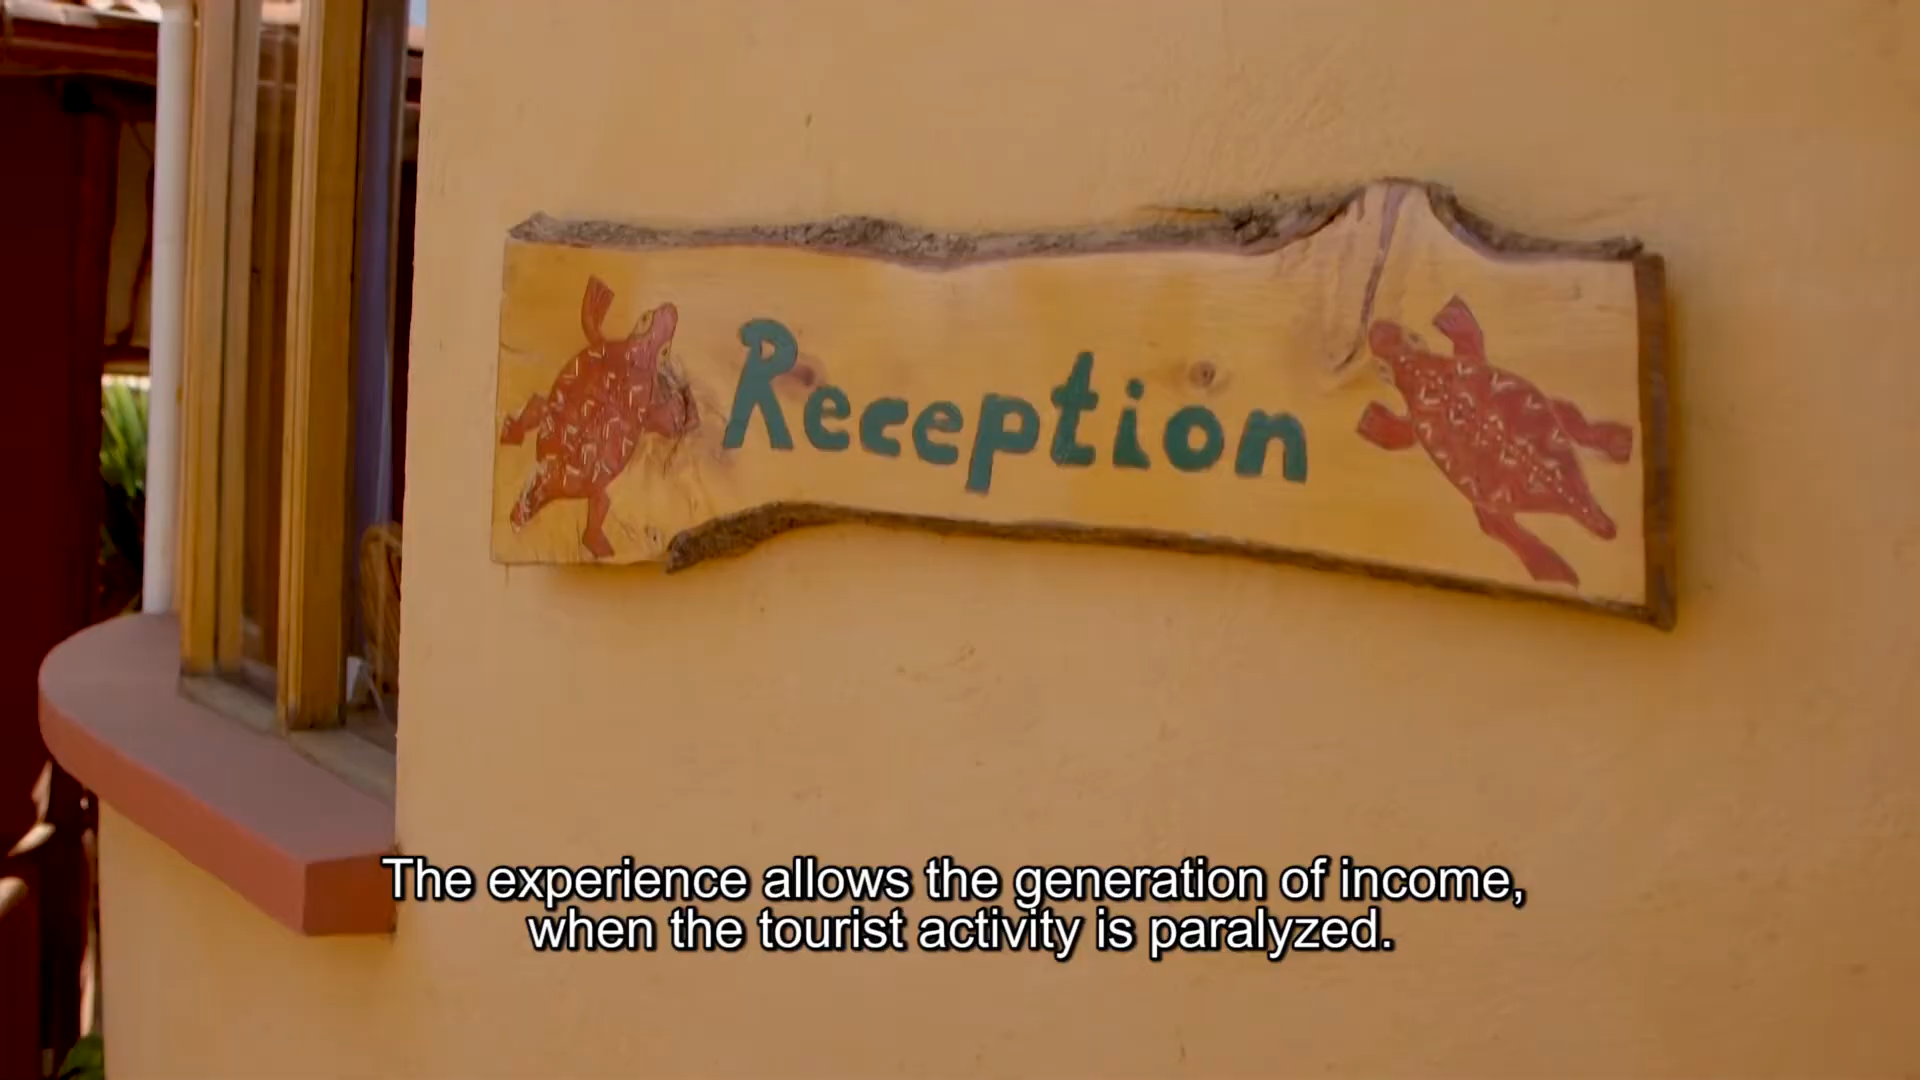 Reception
The experience allows the generation of income,
when the tourist activity is paralyzed.